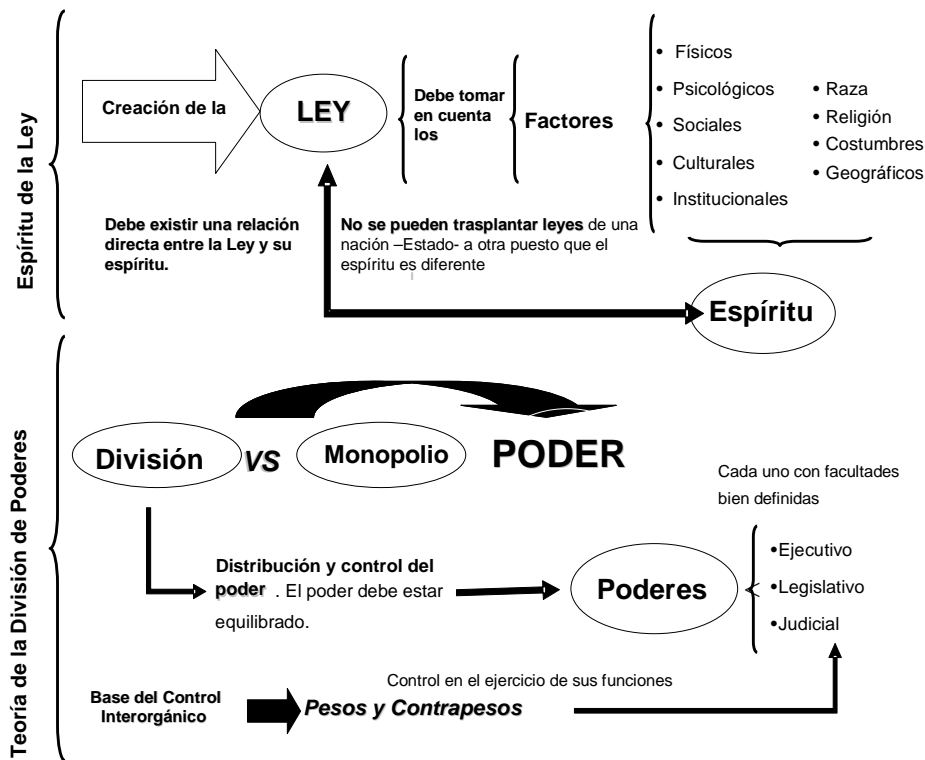 Espíritu de la Ley
Creación de la
LEY
Debe tomar
en cuenta
los
Factores
• Físicos
• Psicológicos
• Sociales
• Culturales
• Institucionales
• Raza
• Religión
• Costumbres
• Geográficos
Debe existir una relación
directa entre la Ley y su
espíritu.
No se pueden trasplantar leyes de una
nación –Estado- a otra puesto que el
espíritu es diferente
Espíritu
Teoría de la División de Poderes
División
VS
Monopolio
PODER
Cada uno con facultades
bien definidas
Distribución y control del
poder . El poder debe estar
equilibrado.
Poderes
•Ejecutivo
•Legislativo
•Judicial
Base del Control
Interorgánico
Control en el ejercicio de sus funciones
Pesos y Contrapesos